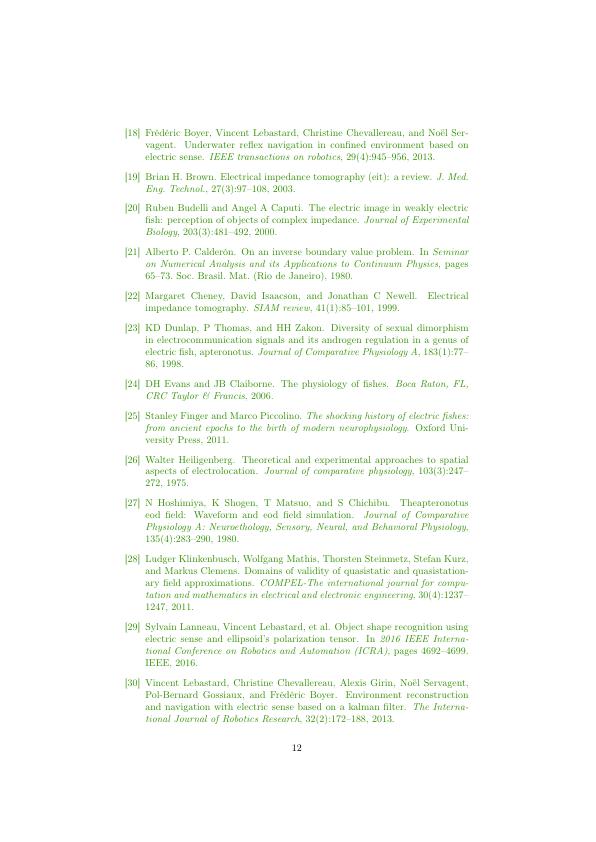 [18] Frédéric Boyer, Vincent Lebastard, Christine Chevallereau, and Noël Ser-
vagent. Underwater reflex navigation in confined environment based on
electric sense. IEEE transactions on robotics, 29(4):945–956, 2013.
[19] Brian H. Brown. Electrical impedance tomography (eit): a review. J. Med.
Eng. Technol., 27(3):97–108, 2003.
[20] Ruben Budelli and Angel A Caputi. The electric image in weakly electric
fish: perception of objects of complex impedance. Journal of Experimental
Biology, 203(3):481–492, 2000.
[21] Alberto P. Calderón. On an inverse boundary value problem. In Seminar
on Numerical Analysis and its Applications to Continuum Physics, pages
65–73. Soc. Brasil. Mat. (Rio de Janeiro), 1980.
[22] Margaret Cheney, David Isaacson, and Jonathan C Newell. Electrical
impedance tomography. SIAM review, 41(1):85–101, 1999.
[23] KD Dunlap, P Thomas, and HH Zakon. Diversity of sexual dimorphism
in electrocommunication signals and its androgen regulation in a genus of
electric fish, apteronotus. Journal of Comparative Physiology A, 183(1):77–
86, 1998.
[24] DH Evans and JB Claiborne. The physiology of fishes. Boca Raton, FL,
CRC Taylor & Francis, 2006.
[25] Stanley Finger and Marco Piccolino. The shocking history of electric fishes:
from ancient epochs to the birth of modern neurophysiology. Oxford Uni-
versity Press, 2011.
[26] Walter Heiligenberg. Theoretical and experimental approaches to spatial
aspects of electrolocation. Journal of comparative physiology, 103(3):247–
272, 1975.
[27] N Hoshimiya, K Shogen, T Matsuo, and S Chichibu. Theapteronotus
eod field: Waveform and eod field simulation. Journal of Comparative
Physiology A: Neuroethology, Sensory, Neural, and Behavioral Physiology,
135(4):283–290, 1980.
[28] Ludger Klinkenbusch, Wolfgang Mathis, Thorsten Steinmetz, Stefan Kurz,
and Markus Clemens. Domains of validity of quasistatic and quasistation-
ary field approximations. COMPEL-The international journal for compu-
tation and mathematics in electrical and electronic engineering, 30(4):1237–
1247, 2011.
[29] Sylvain Lanneau, Vincent Lebastard, et al. Object shape recognition using
electric sense and ellipsoid's polarization tensor. In 2016 IEEE Interna-
tional Conference on Robotics and Automation (ICRA), pages 4692–4699.
IEEE, 2016.
[30] Vincent Lebastard, Christine Chevallereau, Alexis Girin, Noël Servagent,
Pol-Bernard Gossiaux, and Frédéric Boyer. Environment reconstruction
and navigation with electric sense based on a kalman filter. The Interna-
tional Journal of Robotics Research, 32(2):172–188, 2013.
12